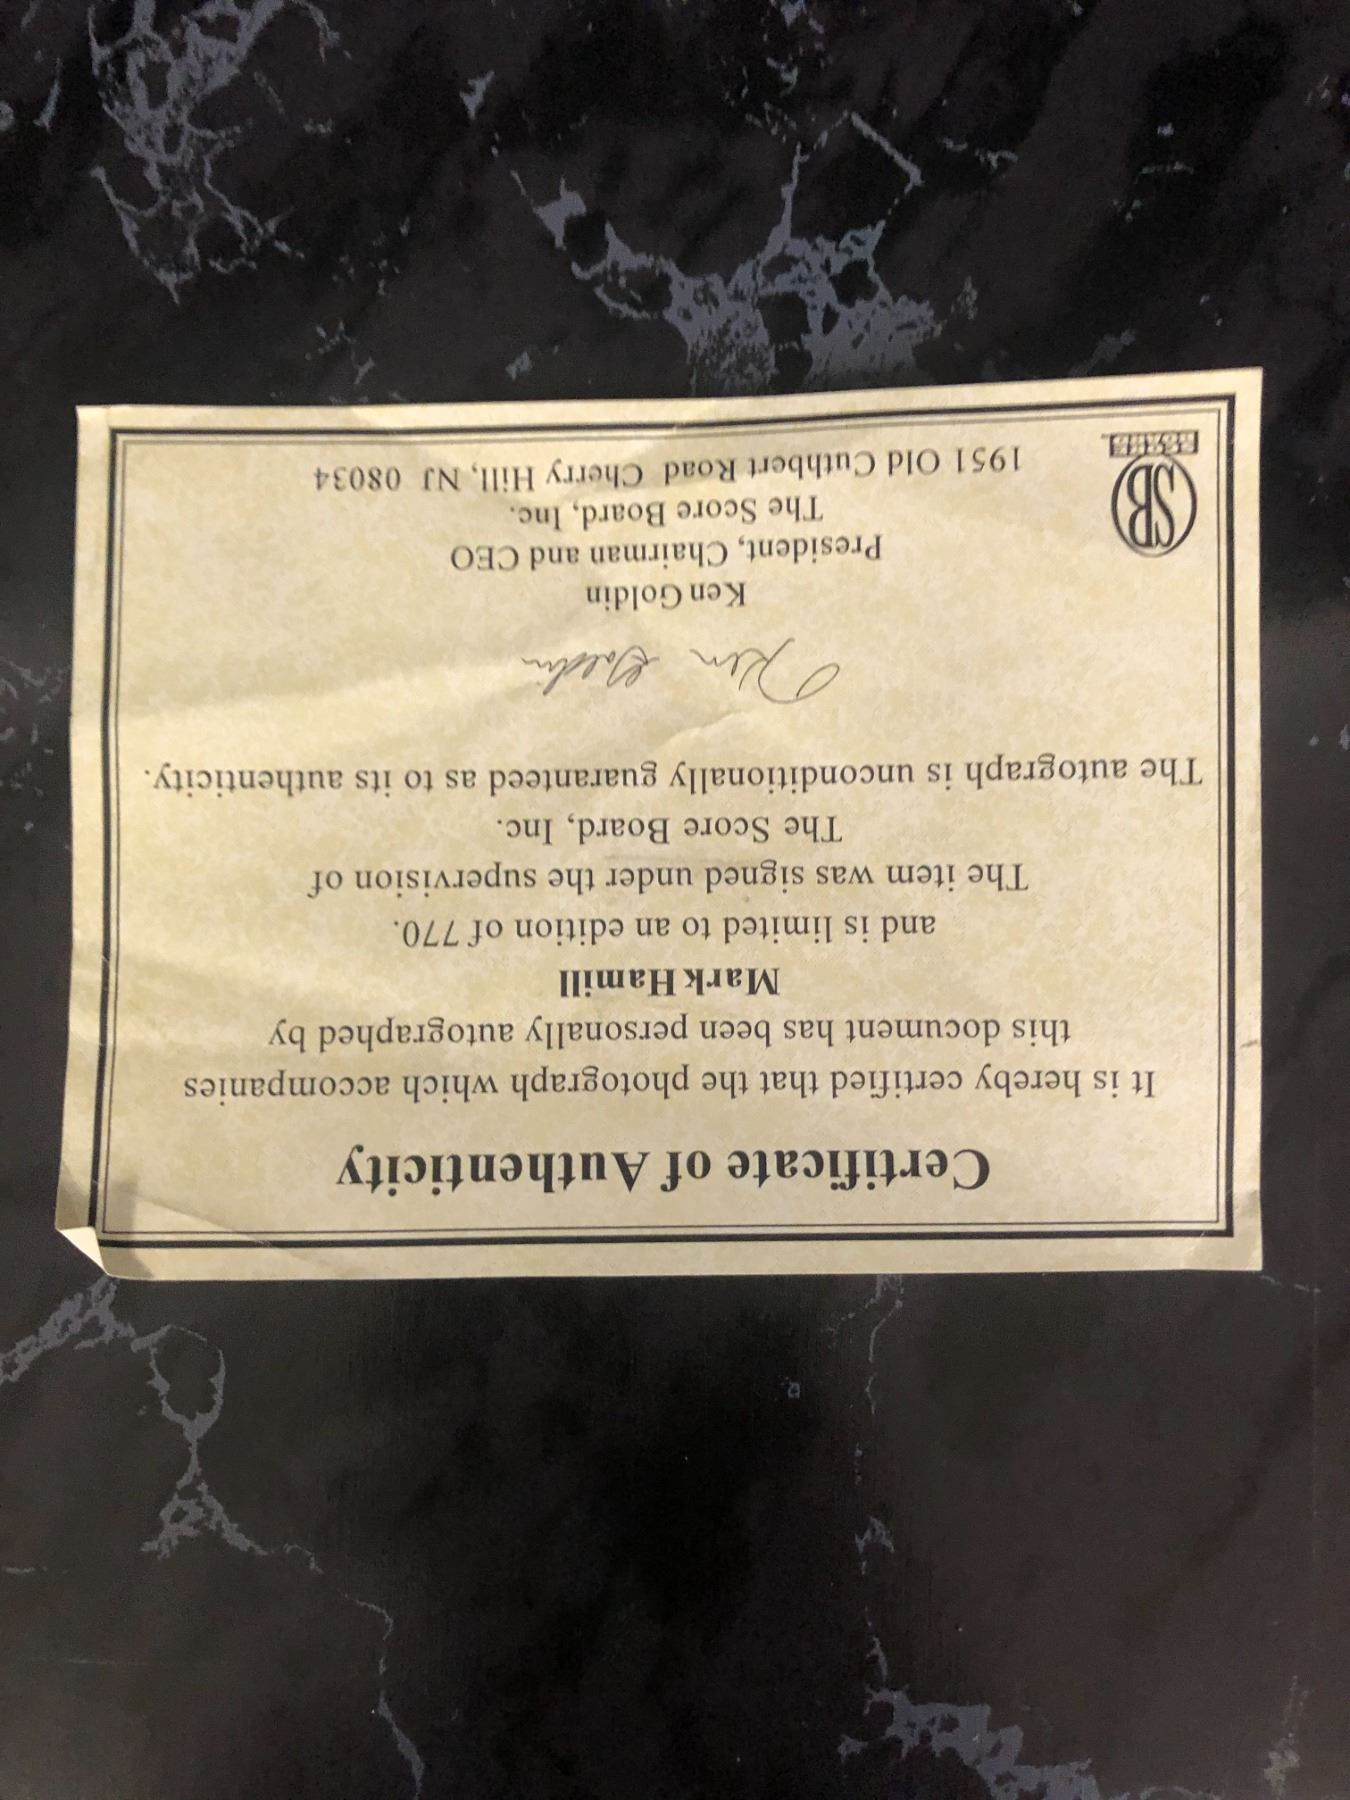 Certificate of Authenticity
It is hereby certified that the photograph which accompanies
this document has been personally autographed by
Mark Hamill
and is limited to an edition of 770.
The item was signed under the supervision of
The Score Board, Inc.
The autograph is unconditionally guaranteed as to its authenticity.
Ken Goldin
Ken Goldin
President, Chairman and CEO
The Score Board, Inc.
1951 Old Cuthbert Road Cherry Hill, NJ 08034
SB